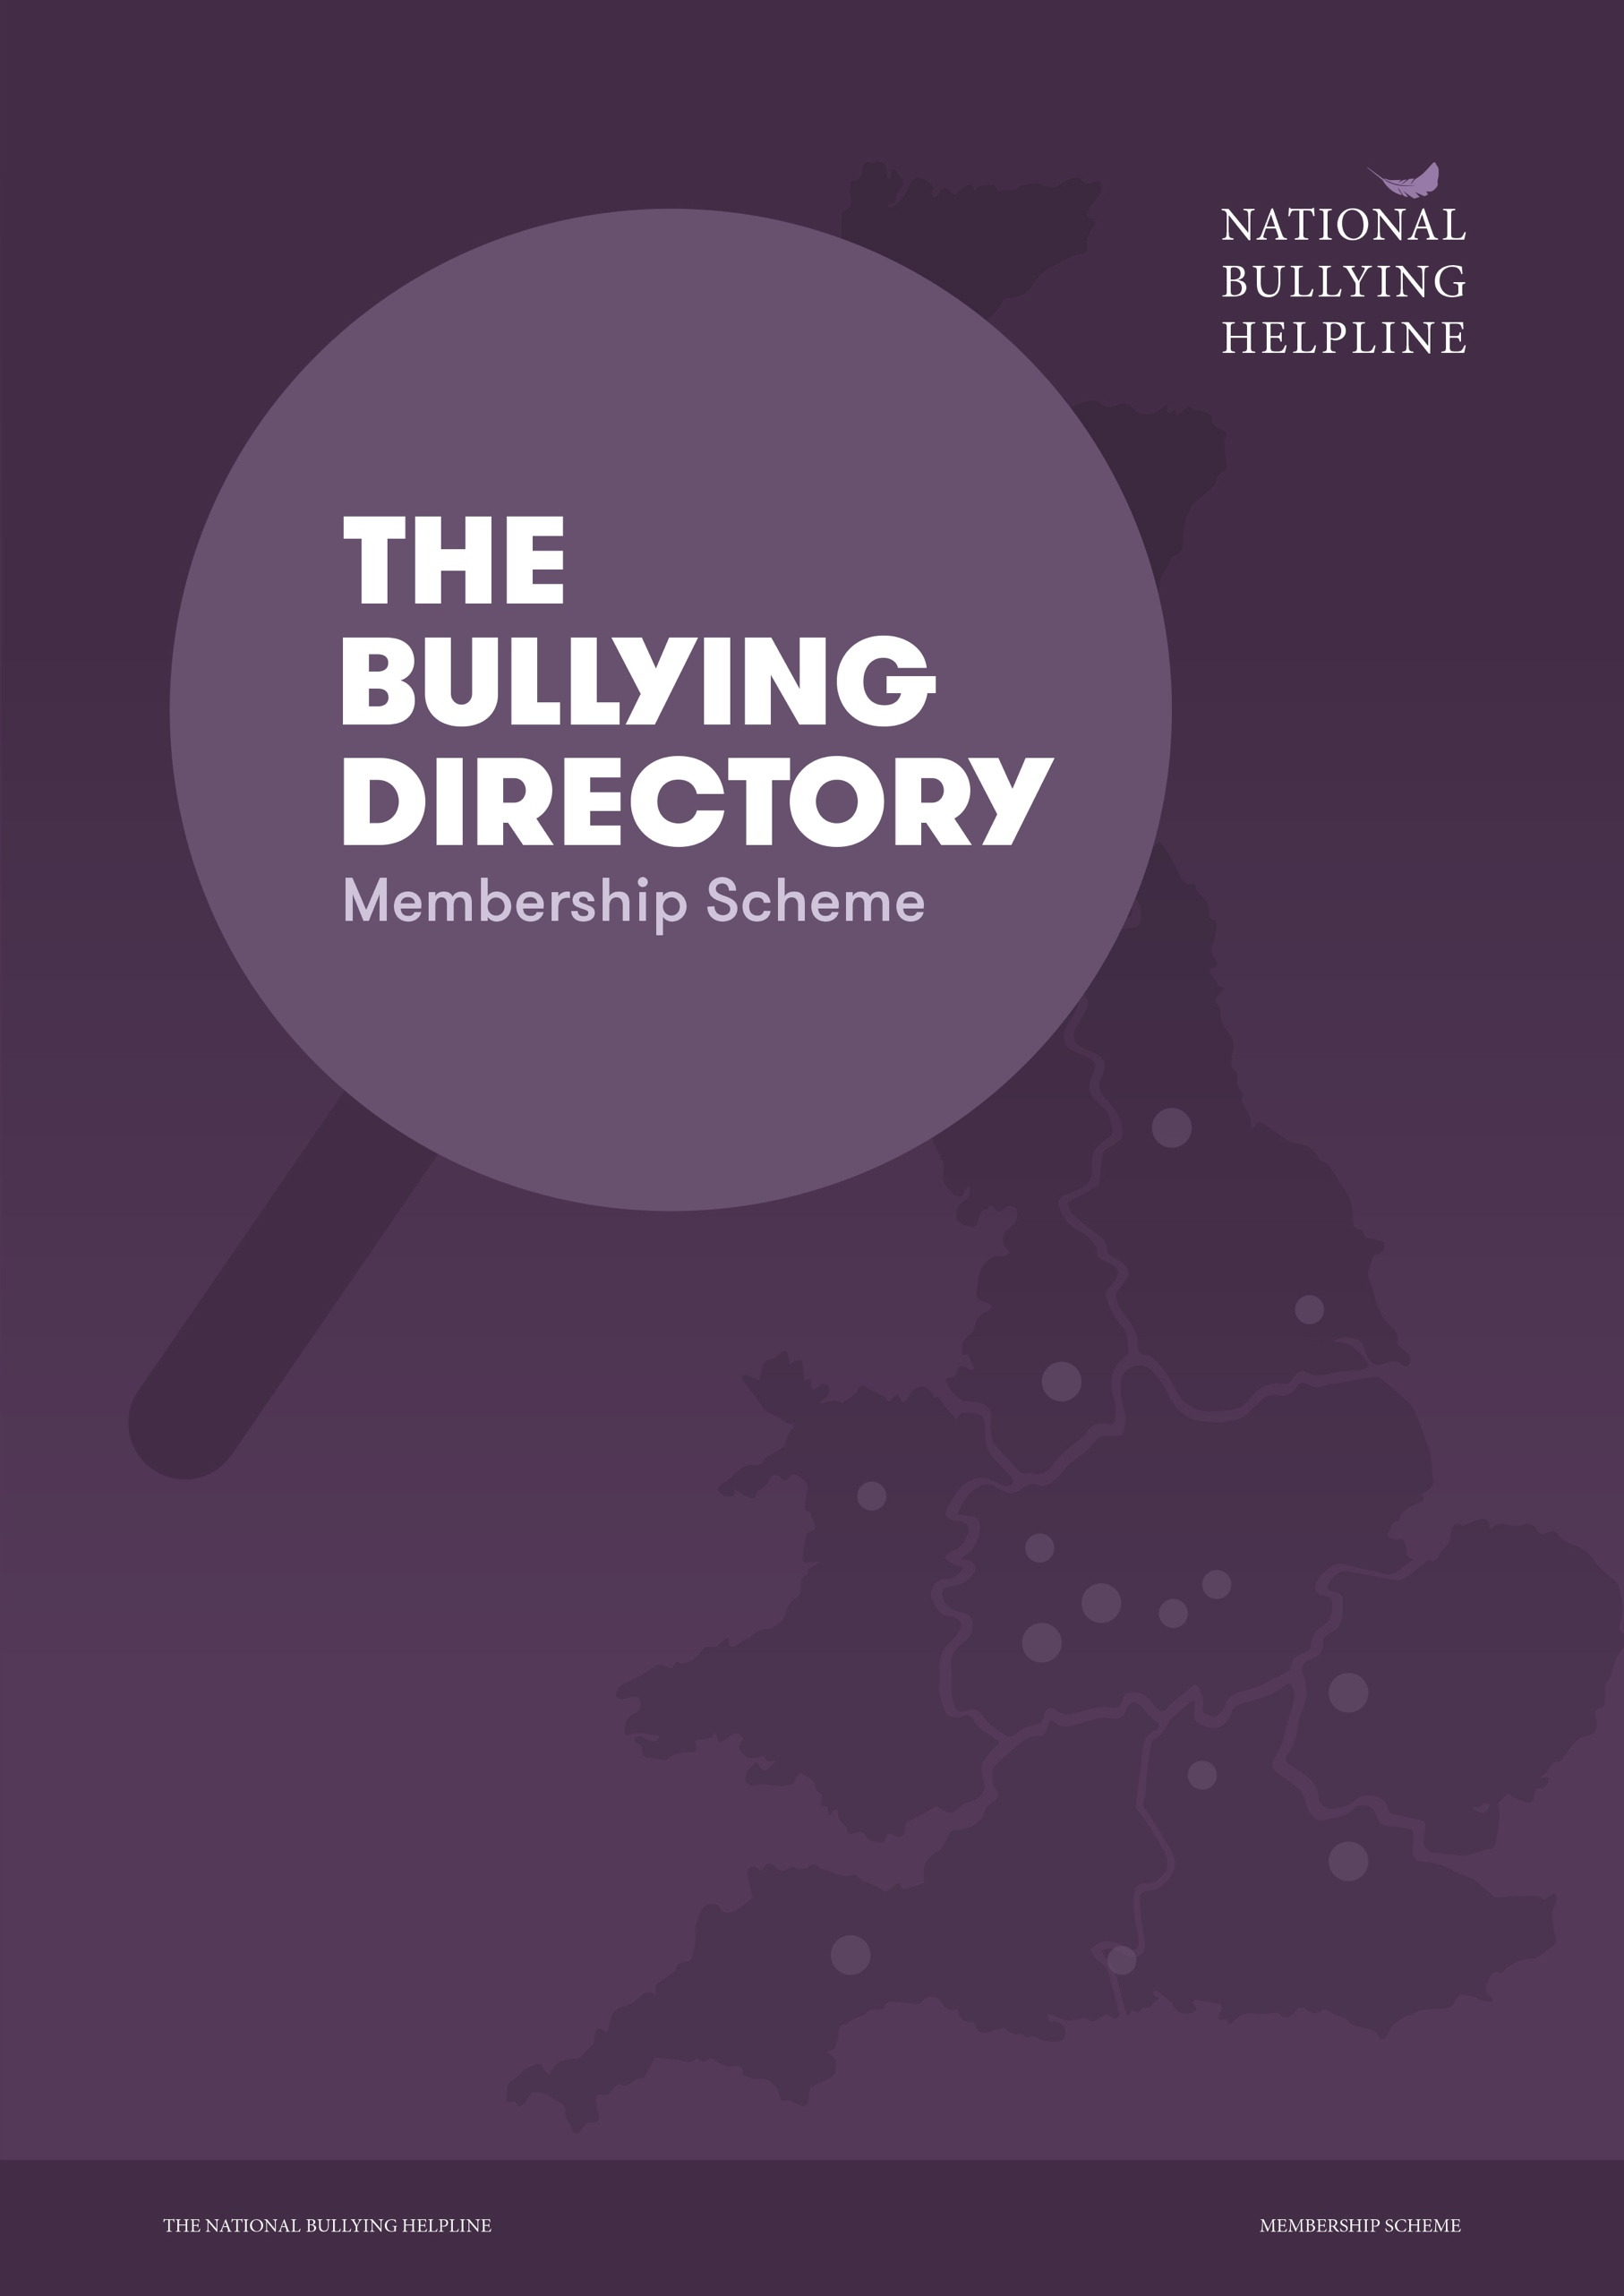 NATIONAL
BULLYING
HELPLINE
THE
BULLYING
DIRECTORY
Membership Scheme
THE NATIONAL BULLYING HELPLINE
MEMBERSHIP SCHEME